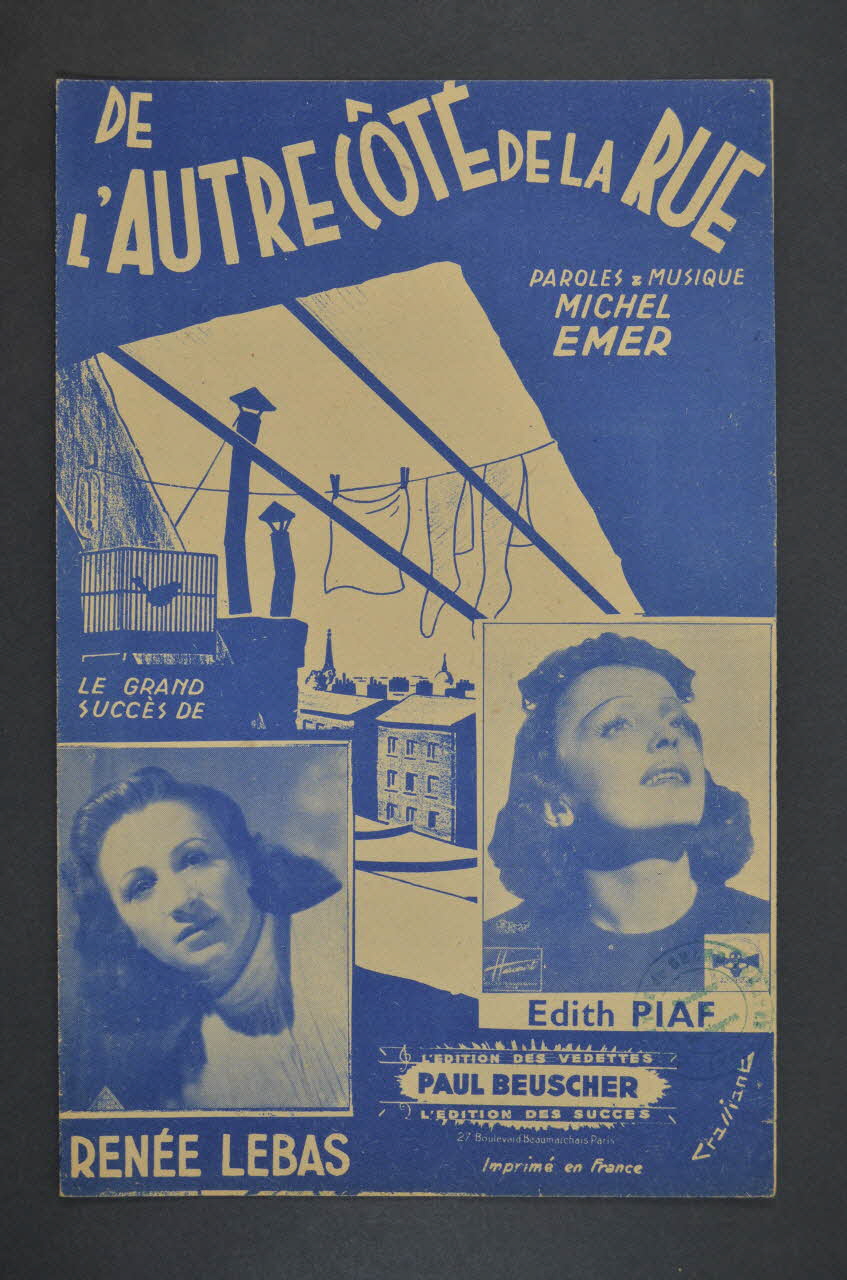 DE
L'AUTRE CÔTÉ DE LA RUE
PAROLES & MUSIQUE
MICHEL
EMER
LE GRAND
SUCCÈS DE
Harcourt
Edith PIAF
L'EDITION DES VEDETTES
PAUL BEUSCHER
L'EDITION DES SUCCES
27 Boulevard Beaumarchais Paris
Imprimé en France
RENÉE LEBAS